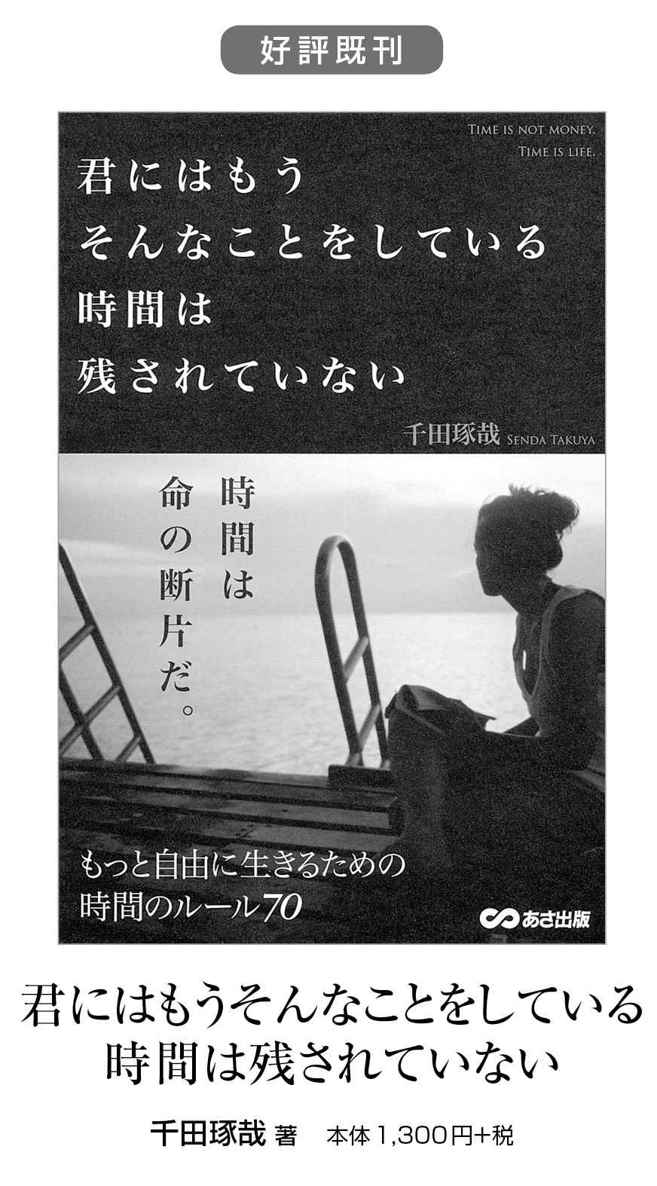 好評既刊
TIME IS NOT MONEY.
TIME IS LIFE.
君にはもう
そんなことをしている
時間は
残されていない
千田琢哉 SENDA TAKUYA
時間は
命の断片だ。
もっと自由に生きるための
時間のルール70
あさ出版
君にはもうそんなことをしている
時間は残されていない
千田琢哉 著 本体1,300円+税